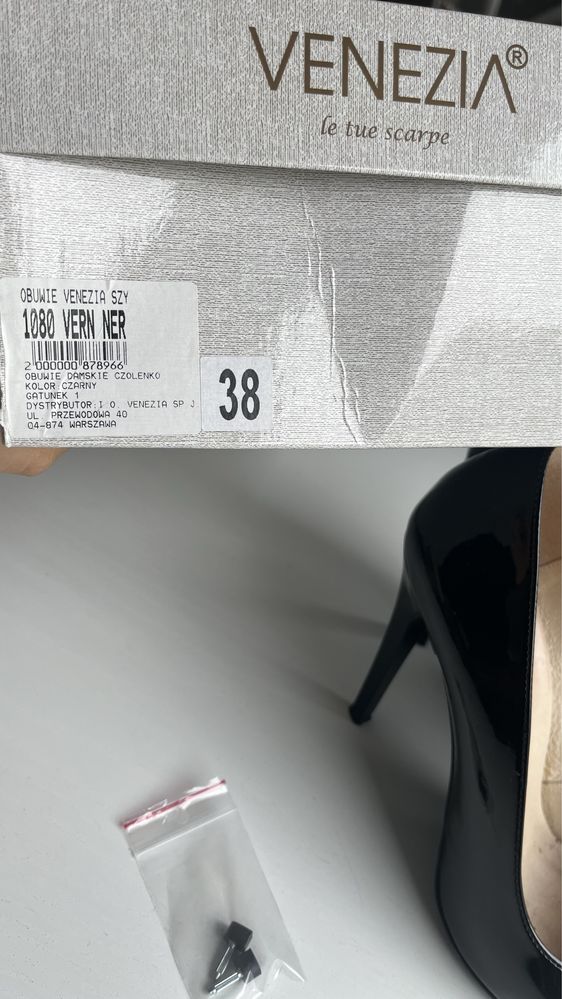 VENEZIA®
le tue scarpe
OBUWIE VENEZIA SZY
1080 VERN NER
2 000000 878966
OBUWIE DAMSKIE CZOLENKO
KOLOR:CZARNY
GATUNEK 1
DYSTRYBUTOR:I.O. VENEZIA SP J
UL. PRZEWODOWA 40
04-874 WARSZAWA
38